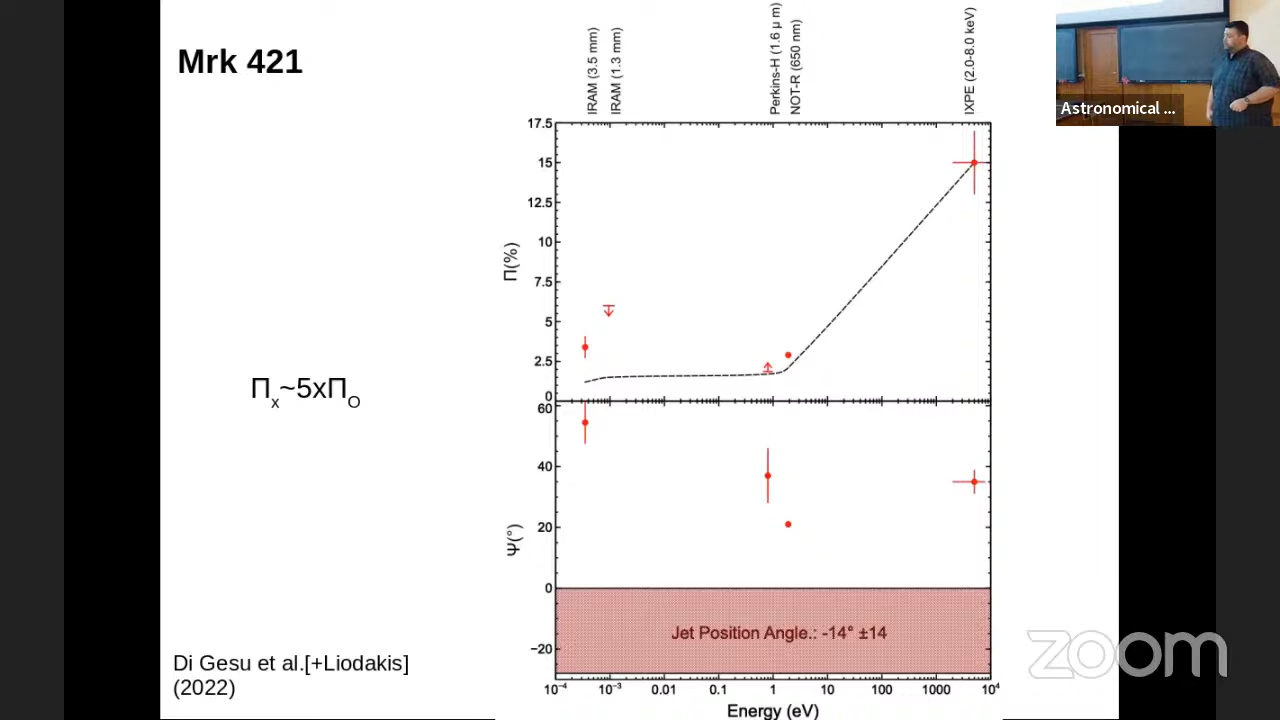 Mrk 421
IRAM (3.5 mm)
IRAM (1.3 mm)
Perkins-H (1.6 μ m)
NOT-R (650 nm)
IXPE (2.0-8.0 keV)
Astronomical ...
17.5
15
12.5
10
7.5
5
2.5
0
Π(%)
Πx~5xΠO
60
40
20
0
−20
Ψ(°)
Jet Position Angle.: -14° ±14
10⁻⁴
10⁻³
0.01
0.1
1
10
100
1000
10⁴
Energy (eV)
Di Gesu et al.[+Liodakis]
(2022)
zoom